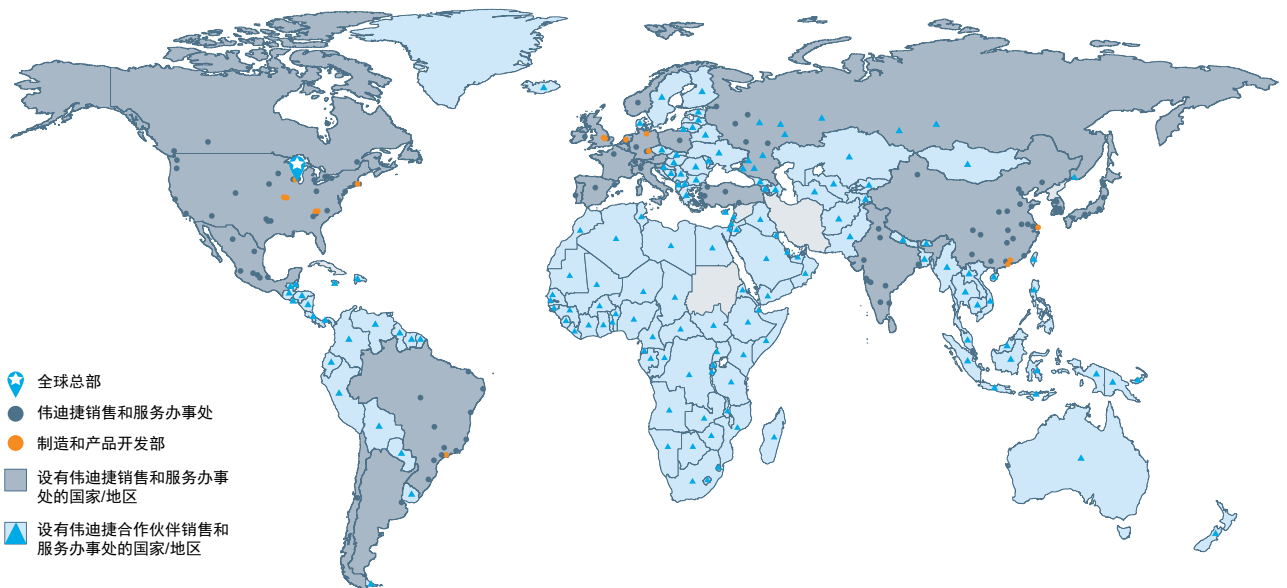 全球总部
伟迪捷销售和服务办事处
制造和产品开发部
设有伟迪捷销售和服务办事
处的国家/地区
设有伟迪捷合作伙伴销售和
服务办事处的国家/地区